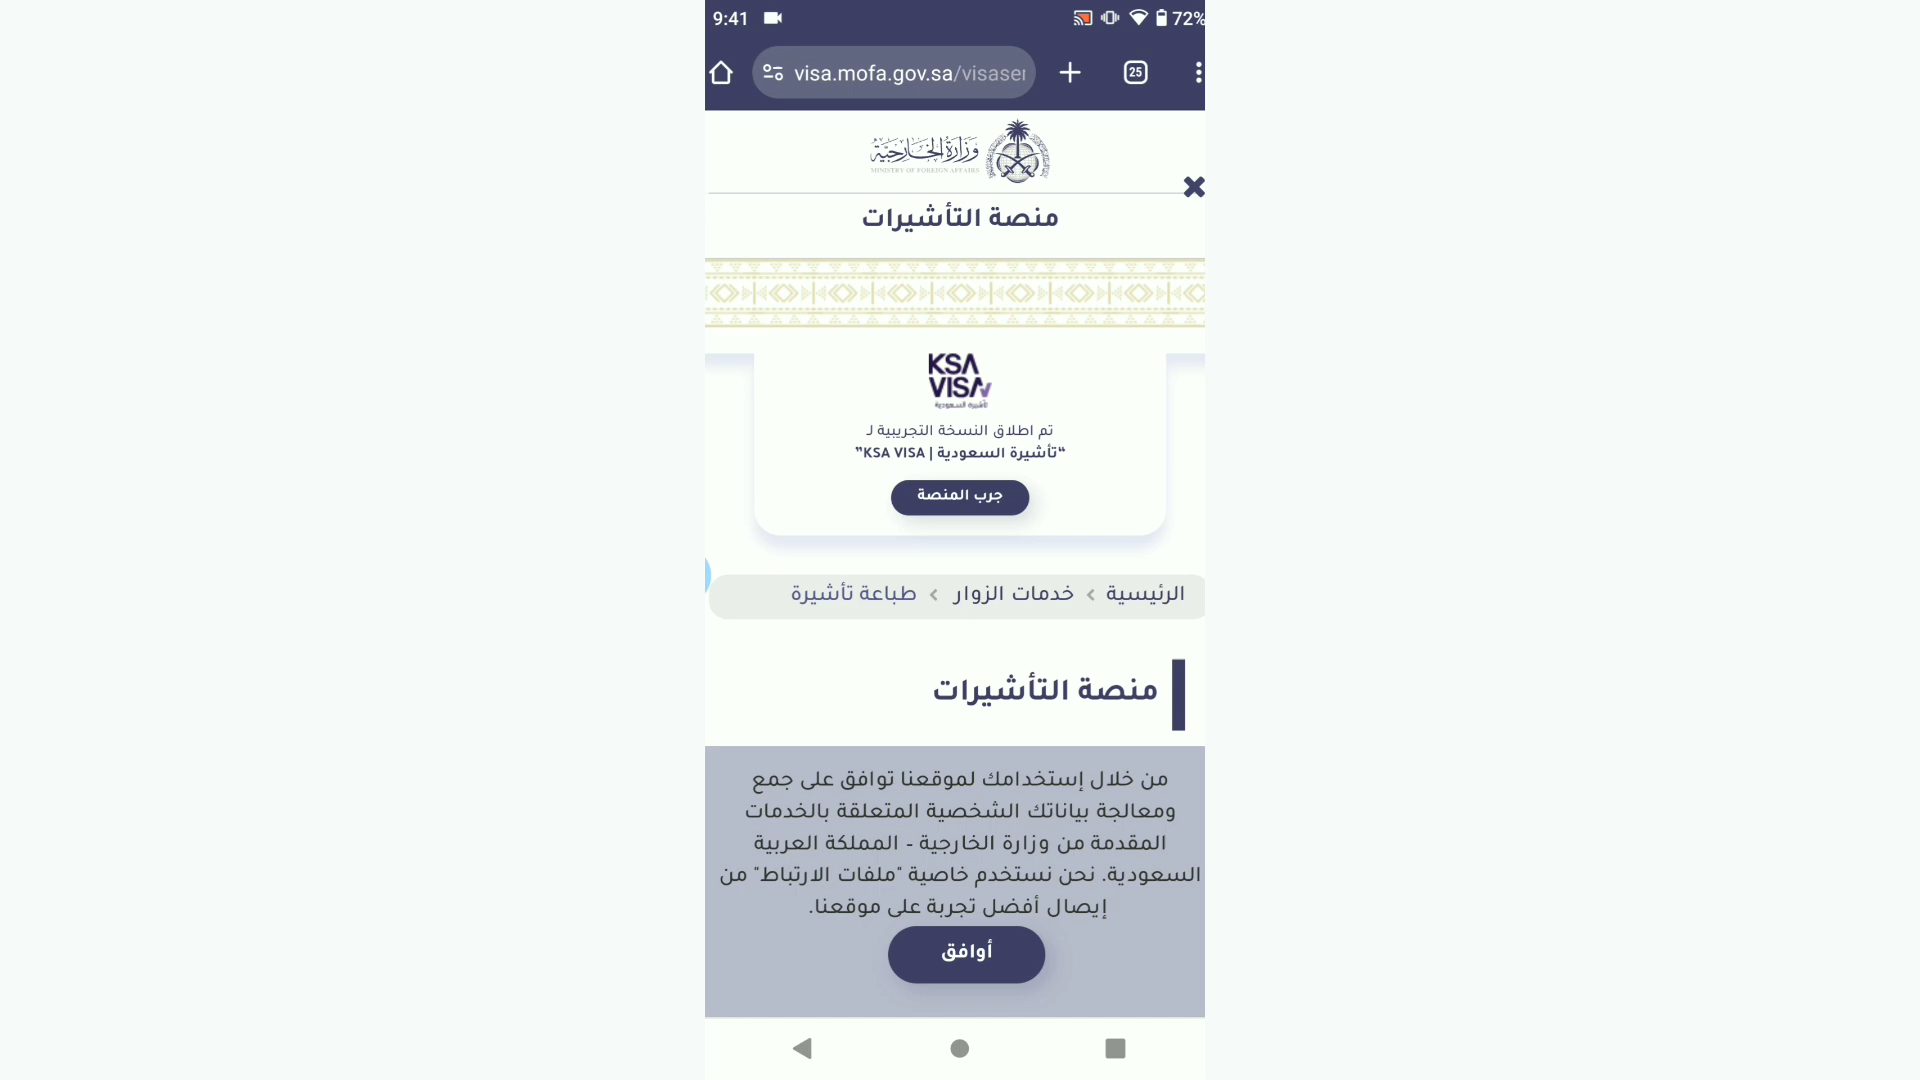 9:41
72%
visa.mofa.gov.sa/visaser
25
وزارة الخارجية
MINISTRY OF FOREIGN AFFAIRS
منصة التأشيرات
KSA
VISA
تأشيرة السعودية
تم اطلاق النسخة التجريبية لـ
“تأشيرة السعودية | KSA VISA”
جرب المنصة
الرئيسية › خدمات الزوار › طباعة تأشيرة
منصة التأشيرات
من خلال إستخدامك لموقعنا توافق على جمع
ومعالجة بياناتك الشخصية المتعلقة بالخدمات
المقدمة من وزارة الخارجية - المملكة العربية
السعودية. نحن نستخدم خاصية "ملفات الارتباط" من
إيصال أفضل تجربة على موقعنا.
أوافق